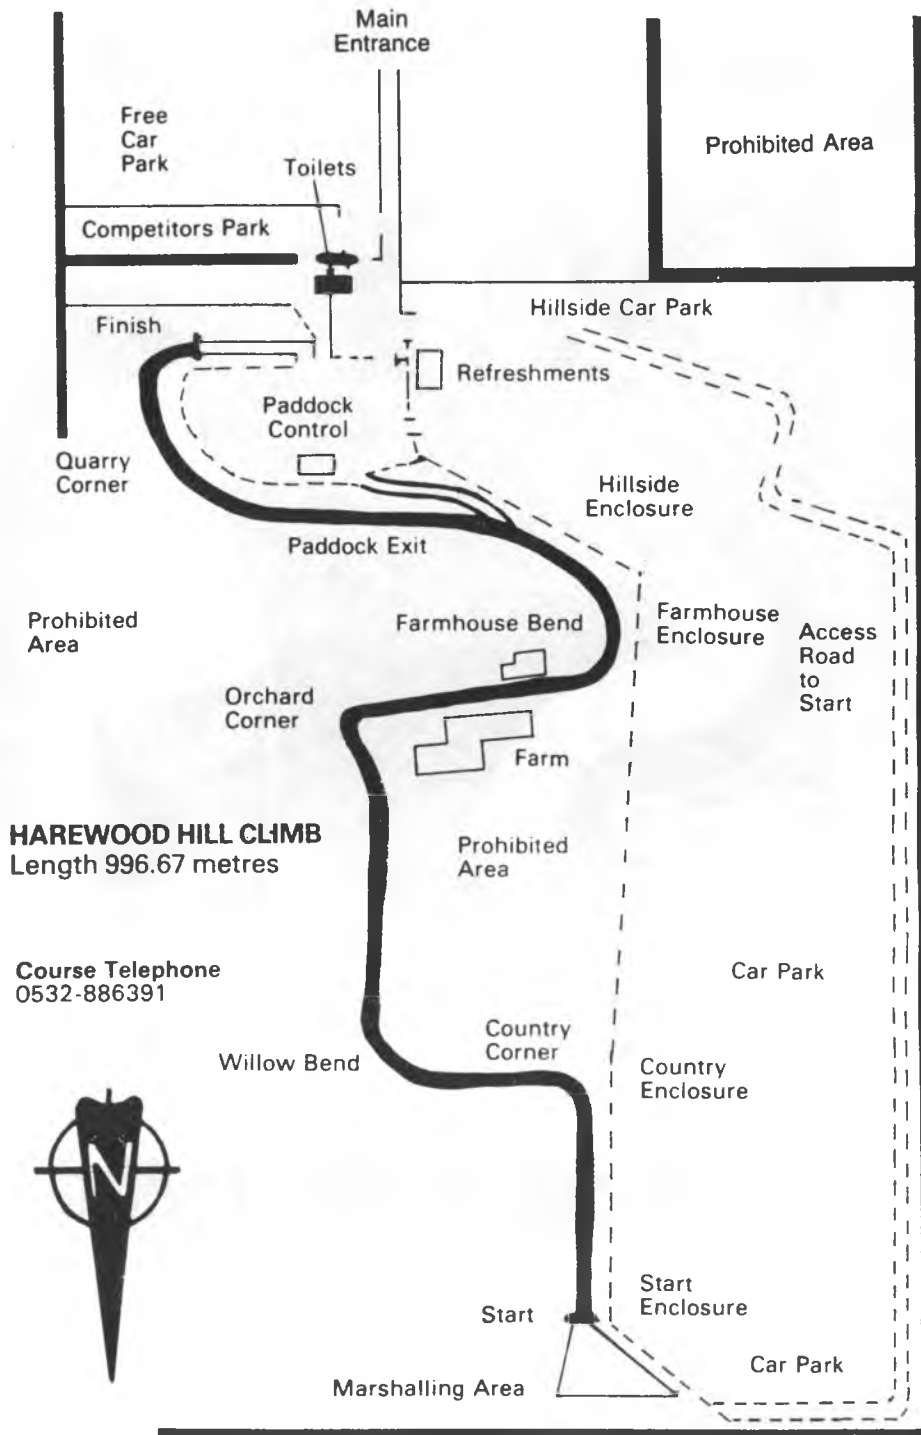 Main
Entrance
Free
Car
Park
Prohibited Area
Toilets
Competitors Park
Hillside Car Park
Finish
Refreshments
Paddock
Control
Quarry
Corner
Hillside
Enclosure
Paddock Exit
Prohibited
Area
Farmhouse Bend
Farmhouse
Enclosure
Access
Road
to
Start
Orchard
Corner
Farm
HAREWOOD HILL CLIMB
Length 996.67 metres
Prohibited
Area
Course Telephone
0532-886391
Car Park
Country
Corner
Willow Bend
Country
Enclosure
N
Start
Enclosure
Start
Car Park
Marshalling Area